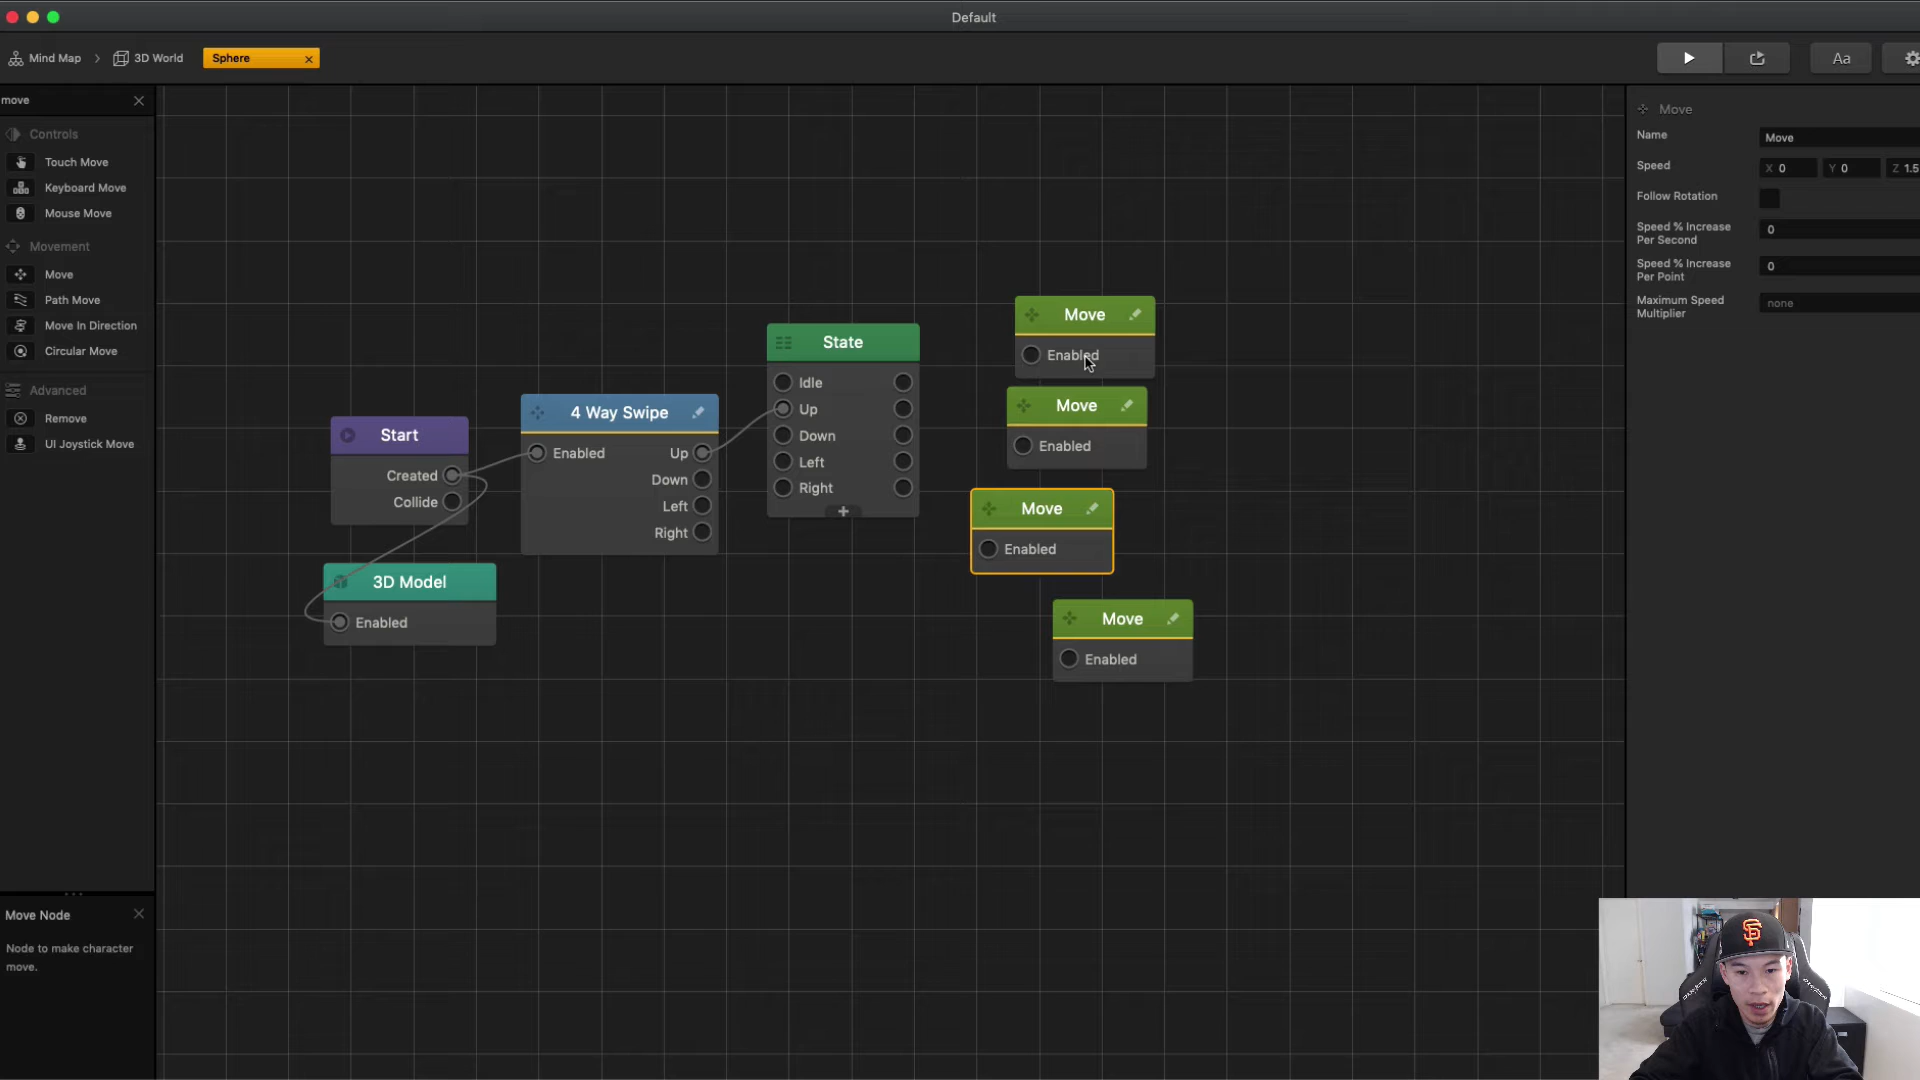 Default
Mind Map
3D World
Sphere
Aa
move
Controls
Touch Move
Keyboard Move
Mouse Move
Movement
Move
Path Move
Move In Direction
Circular Move
Advanced
Remove
UI Joystick Move
Move Node
Node to make character
move.
Start
Created
Collide
3D Model
Enabled
4 Way Swipe
Enabled
Up
Down
Left
Right
State
Idle
Up
Down
Left
Right
+
Move
Enabled
Move
Enabled
Move
Enabled
Move
Enabled
Move
Name
Move
Speed
X 0
Y 0
Z 1.5
Follow Rotation
Speed % Increase
Per Second
0
Speed % Increase
Per Point
0
Maximum Speed
Multiplier
none
SF